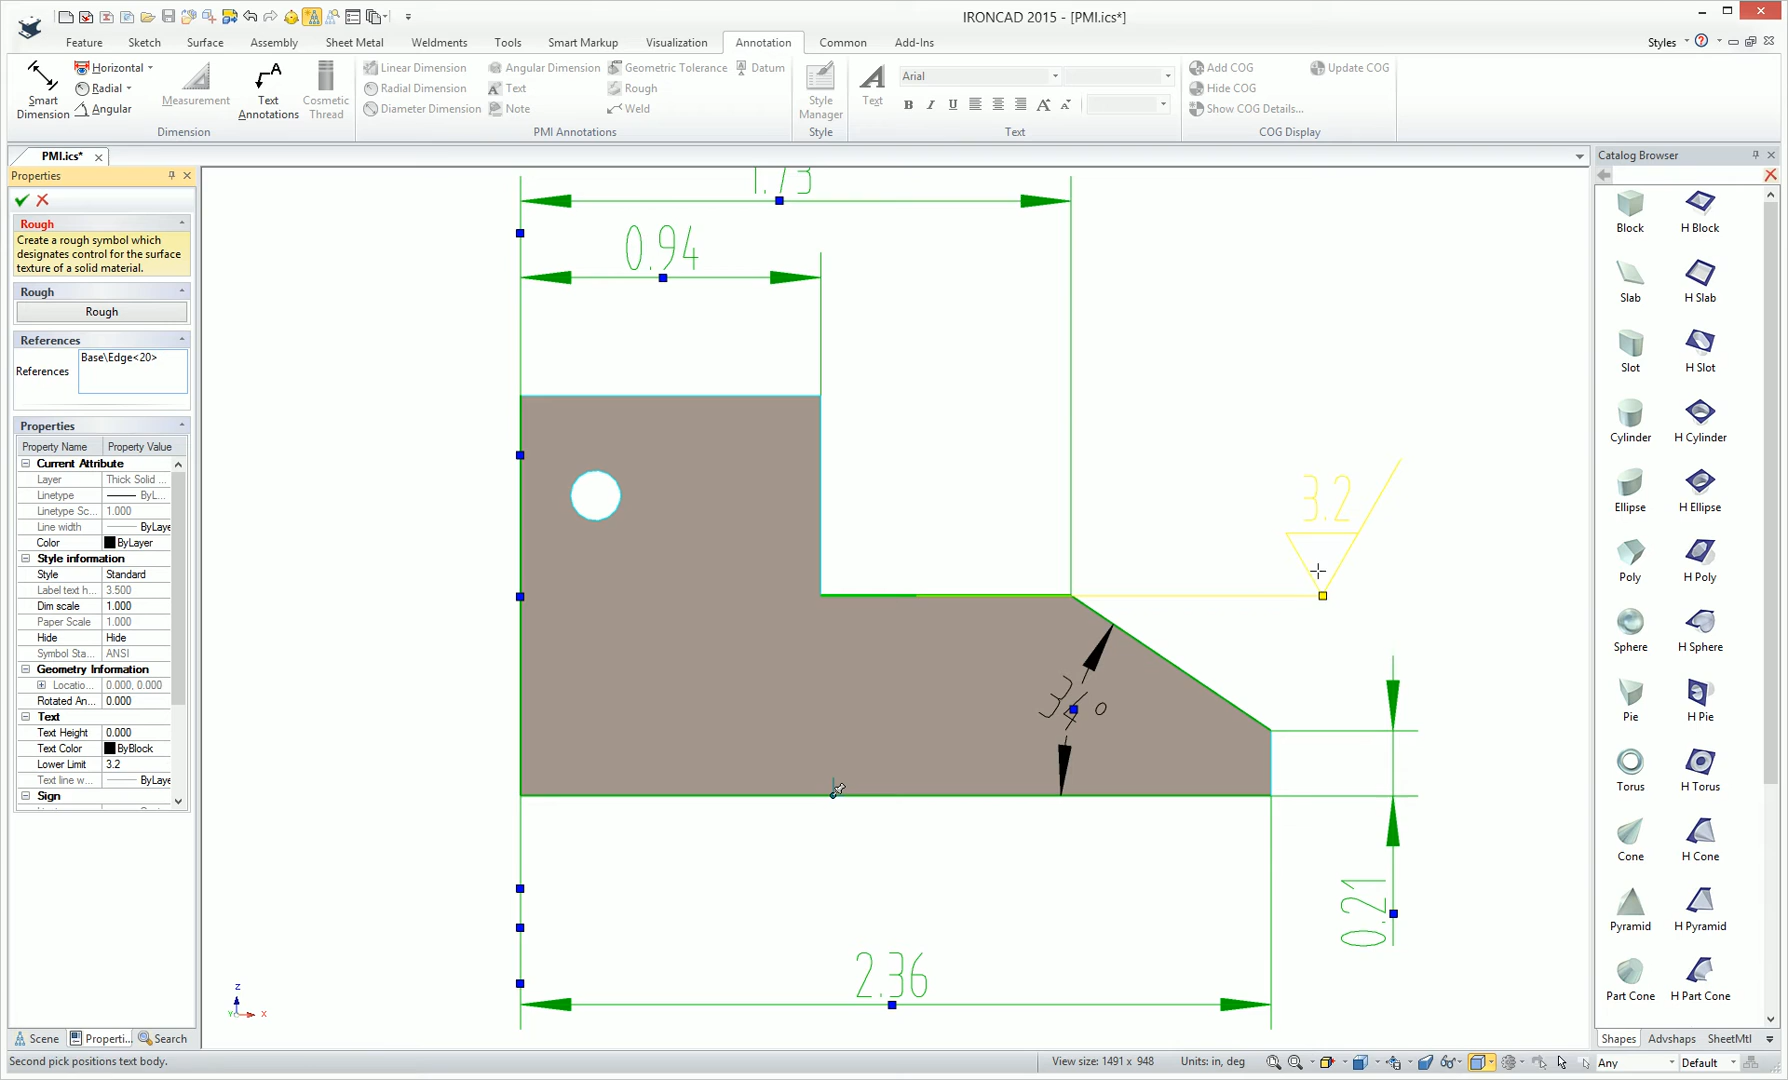 IRONCAD 2015 - [PMI.ics*]
Feature Sketch Surface Assembly Sheet Metal Weldments Tools Smart Markup Visualization Annotation Common Add-Ins Styles
Smart Dimension
Horizontal
Radial
Angular
Measurement
Text Annotations
Cosmetic Thread
Dimension
Linear Dimension
Radial Dimension
Diameter Dimension
Angular Dimension
Text
Note
Geometric Tolerance
Rough
Weld
Datum
PMI Annotations
Style Manager
Style
Text
Arial
B I U
A A
Text
Add COG
Hide COG
Show COG Details...
Update COG
COG Display
PMI.ics*
Properties
Rough
Create a rough symbol which
designates control for the surface
texture of a solid material.
Rough
Rough
References
References Base\Edge<20>
Properties
Property Name Property Value
Current Attribute
Layer Thick Solid ...
Linetype ByL...
Linetype Sc... 1.000
Line width ByLaye
Color ByLayer
Style information
Style Standard
Label text h... 3.500
Dim scale 1.000
Paper Scale 1.000
Hide Hide
Symbol Sta... ANSI
Geometry Information
Locatio... 0.000, 0.000
Rotated An... 0.000
Text
Text Height 0.000
Text Color ByBlock
Lower Limit 3.2
Text line w... ByLaye
Sign
Scene Properti... Search
1.73
0.94
3.2
34°
0.21
2.36
Z
Y X
Catalog Browser
Block H Block
Slab H Slab
Slot H Slot
Cylinder H Cylinder
Ellipse H Ellipse
Poly H Poly
Sphere H Sphere
Pie H Pie
Torus H Torus
Cone H Cone
Pyramid H Pyramid
Part Cone H Part Cone
Shapes Advshaps SheetMtl
Second pick positions text body.
View size: 1491 x 948 Units: in, deg
Any Default